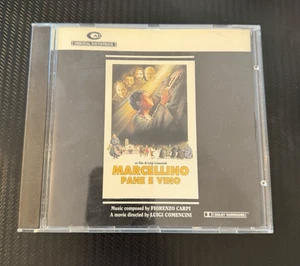 ORIGINAL SOUNDTRACK
un film di Luigi Comencini
MARCELLINO
PANE E VINO
Music composed by FIORENZO CARPI
A movie directed by LUIGI COMENCINI
DOLBY SURROUND